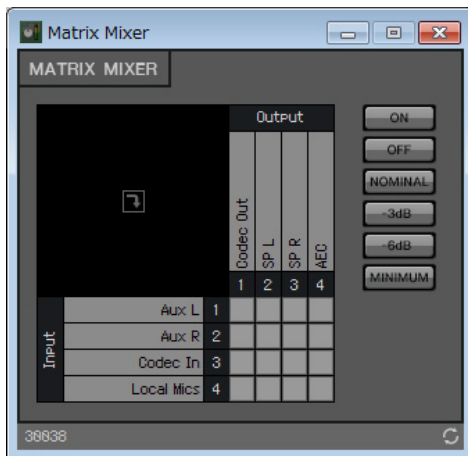 Matrix Mixer
MATRIX MIXER
Output
Codec Out
SP L
SP R
AEC
1 2 3 4
Input
Aux L 1
Aux R 2
Codec In 3
Local Mics 4
ON
OFF
NOMINAL
-3dB
-6dB
MINIMUM
30038